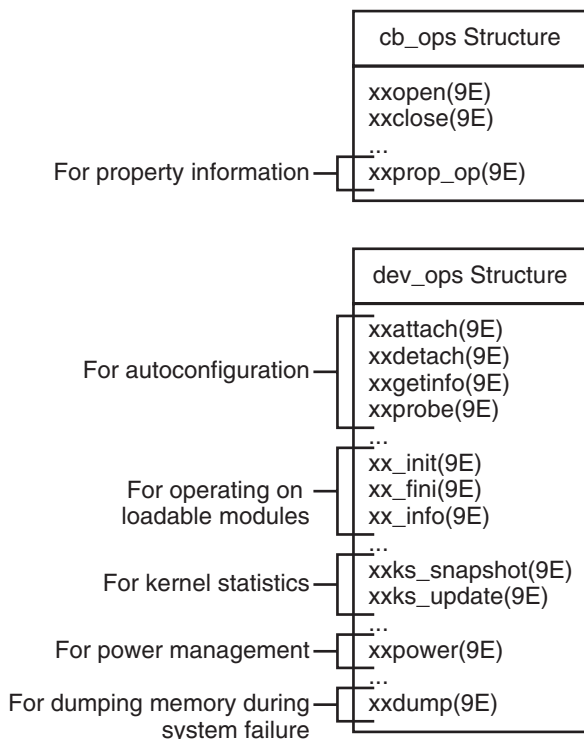 cb_ops Structure
xxopen(9E)
xxclose(9E)
...
For property information
xxprop_op(9E)
dev_ops Structure
For autoconfiguration
xxattach(9E)
xxdetach(9E)
xxgetinfo(9E)
xxprobe(9E)
...
For operating on
loadable modules
xx_init(9E)
xx_fini(9E)
xx_info(9E)
...
For kernel statistics
xxks_snapshot(9E)
xxks_update(9E)
...
For power management
xxpower(9E)
...
For dumping memory during
system failure
xxdump(9E)